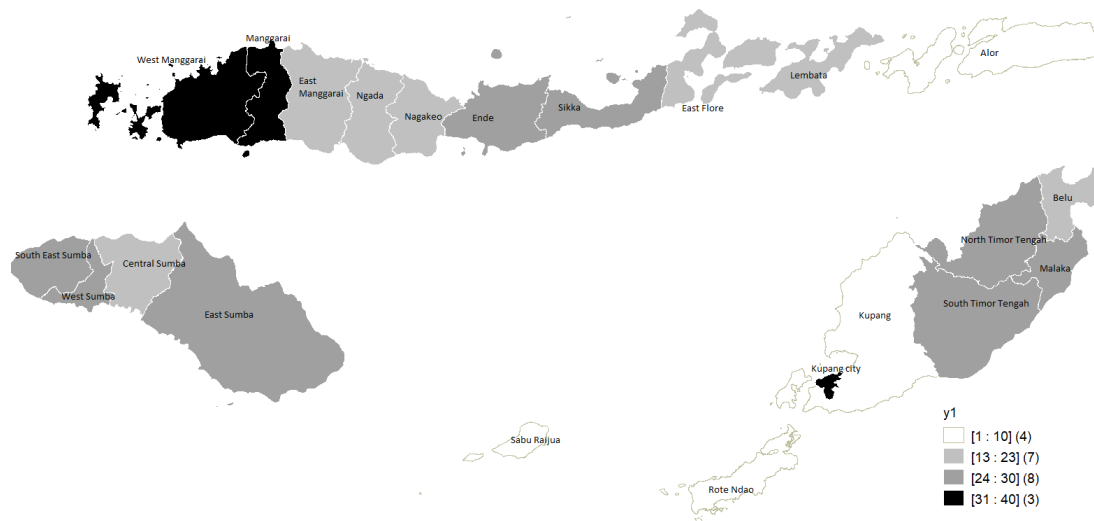 Manggarai
West Manggarai
Alor
East
Manggarai
Ngada
Lembata
Nagakeo
Ende
Sikka
East Flore
Belu
North Timor Tengah
South East Sumba
Central Sumba
Malaka
West Sumba
South Timor Tengah
East Sumba
Kupang
Kupang city
y1
[1 : 10] (4)
[13 : 23] (7)
[24 : 30] (8)
[31 : 40] (3)
Sabu Raijua
Rote Ndao